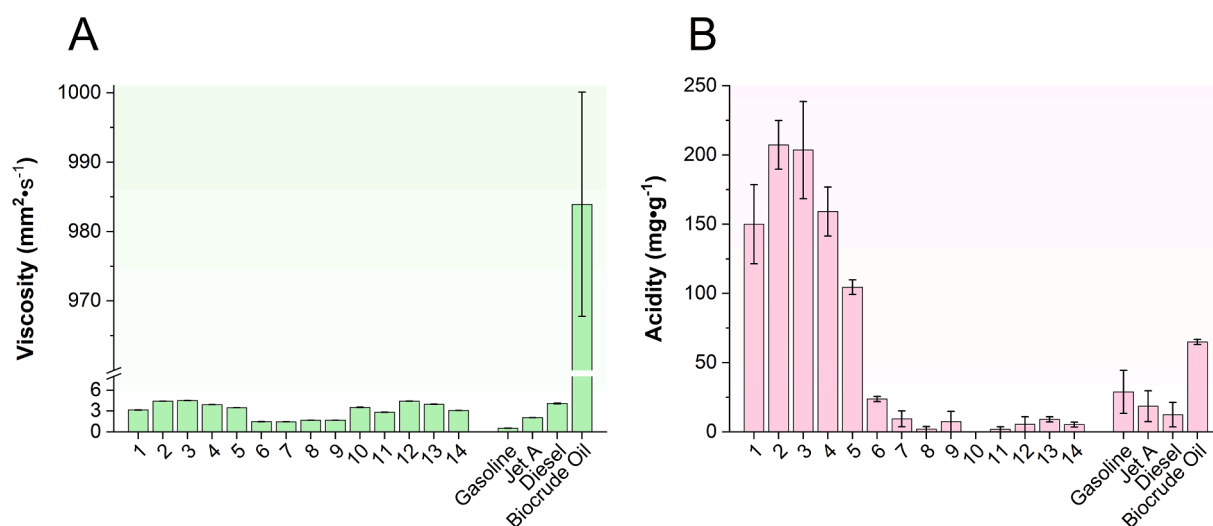 A
Viscosity (mm²•s⁻¹)
1000
990
980
970
6
3
0
1 2 3 4 5 6 7 8 9 10 11 12 13 14 Gasoline Jet A Diesel Biocrude Oil
B
Acidity (mg•g⁻¹)
250
200
150
100
50
0
1 2 3 4 5 6 7 8 9 10 11 12 13 14 Gasoline Jet A Diesel Biocrude Oil